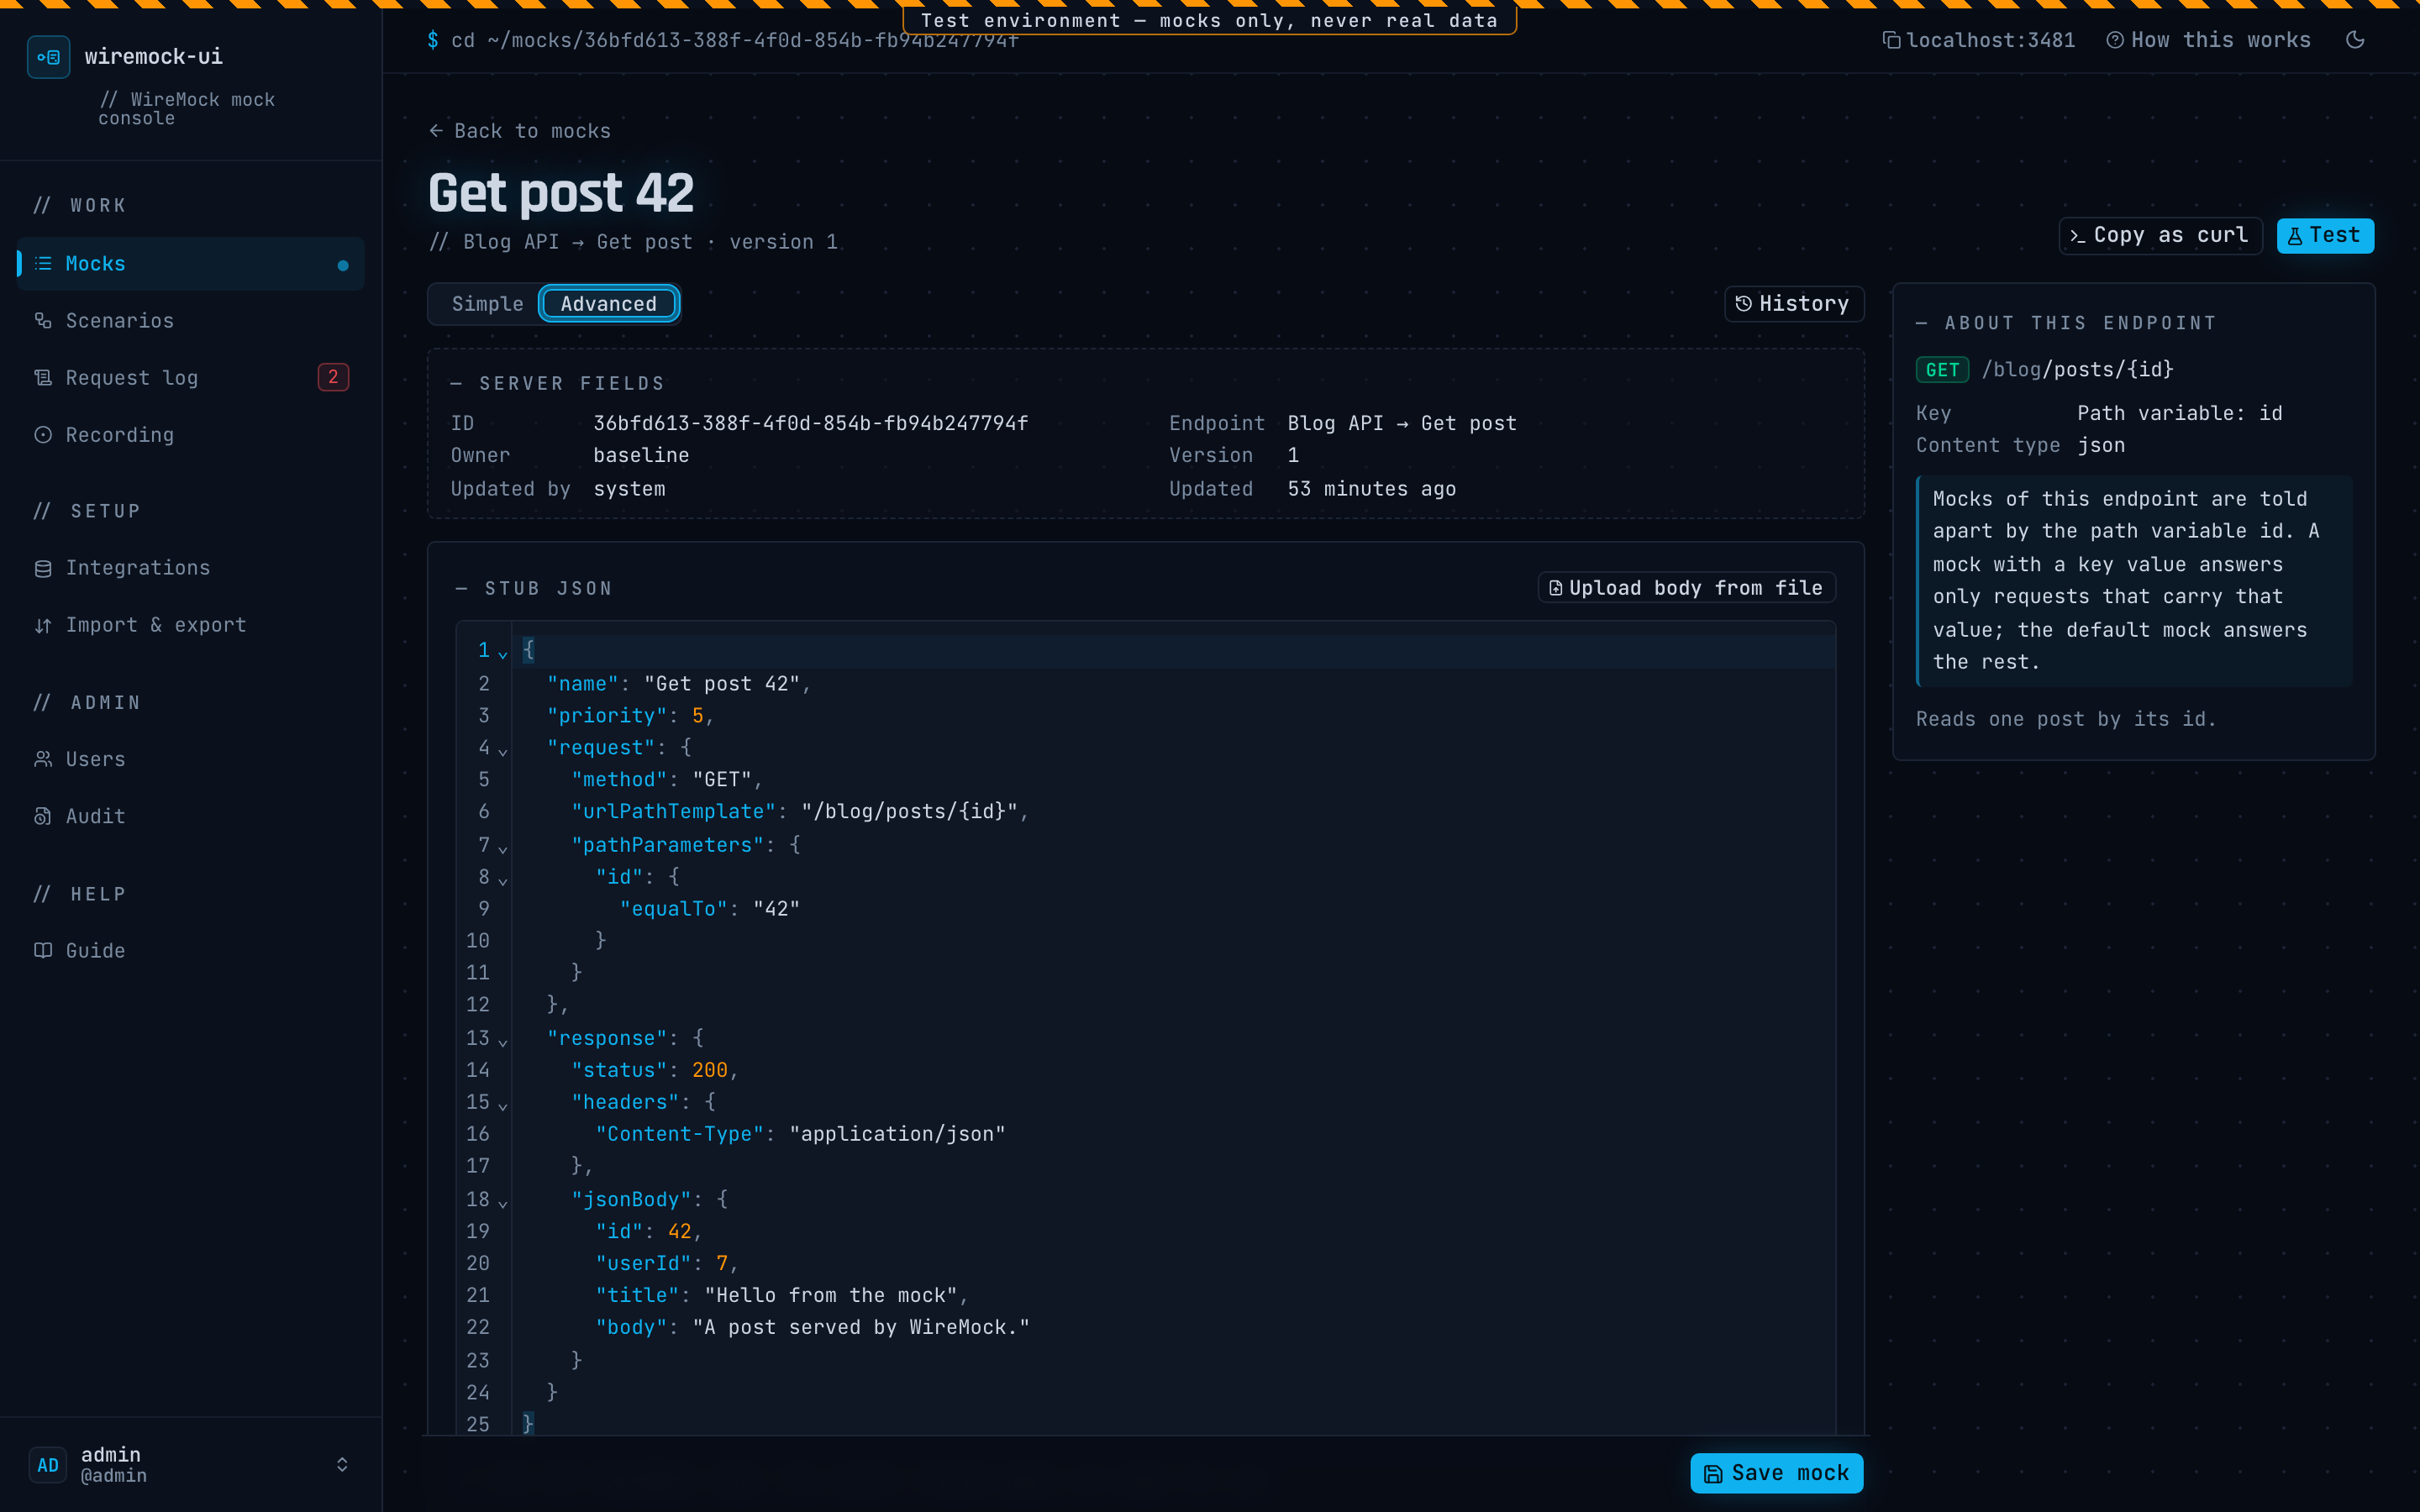 Test environment — mocks only, never real data
wiremock-ui
// WireMock mock
console
$ cd ~/mocks/36bfd613-388f-4f0d-854b-fb94b247794f
localhost:3481
How this works
// WORK
Mocks
Scenarios
Request log 2
Recording
// SETUP
Integrations
Import & export
// ADMIN
Users
Audit
// HELP
Guide
AD
admin
@admin
← Back to mocks
Get post 42
// Blog API → Get post · version 1
Copy as curl
Test
Simple Advanced
History
— SERVER FIELDS
ID 36bfd613-388f-4f0d-854b-fb94b247794f Endpoint Blog API → Get post
Owner baseline Version 1
Updated by system Updated 53 minutes ago
— STUB JSON
Upload body from file
1 {
2 "name": "Get post 42",
3 "priority": 5,
4 "request": {
5 "method": "GET",
6 "urlPathTemplate": "/blog/posts/{id}",
7 "pathParameters": {
8 "id": {
9 "equalTo": "42"
10 }
11 }
12 },
13 "response": {
14 "status": 200,
15 "headers": {
16 "Content-Type": "application/json"
17 },
18 "jsonBody": {
19 "id": 42,
20 "userId": 7,
21 "title": "Hello from the mock",
22 "body": "A post served by WireMock."
23 }
24 }
25 }
Save mock
— ABOUT THIS ENDPOINT
GET /blog/posts/{id}
Key Path variable: id
Content type json
Mocks of this endpoint are told
apart by the path variable id. A
mock with a key value answers
only requests that carry that
value; the default mock answers
the rest.
Reads one post by its id.